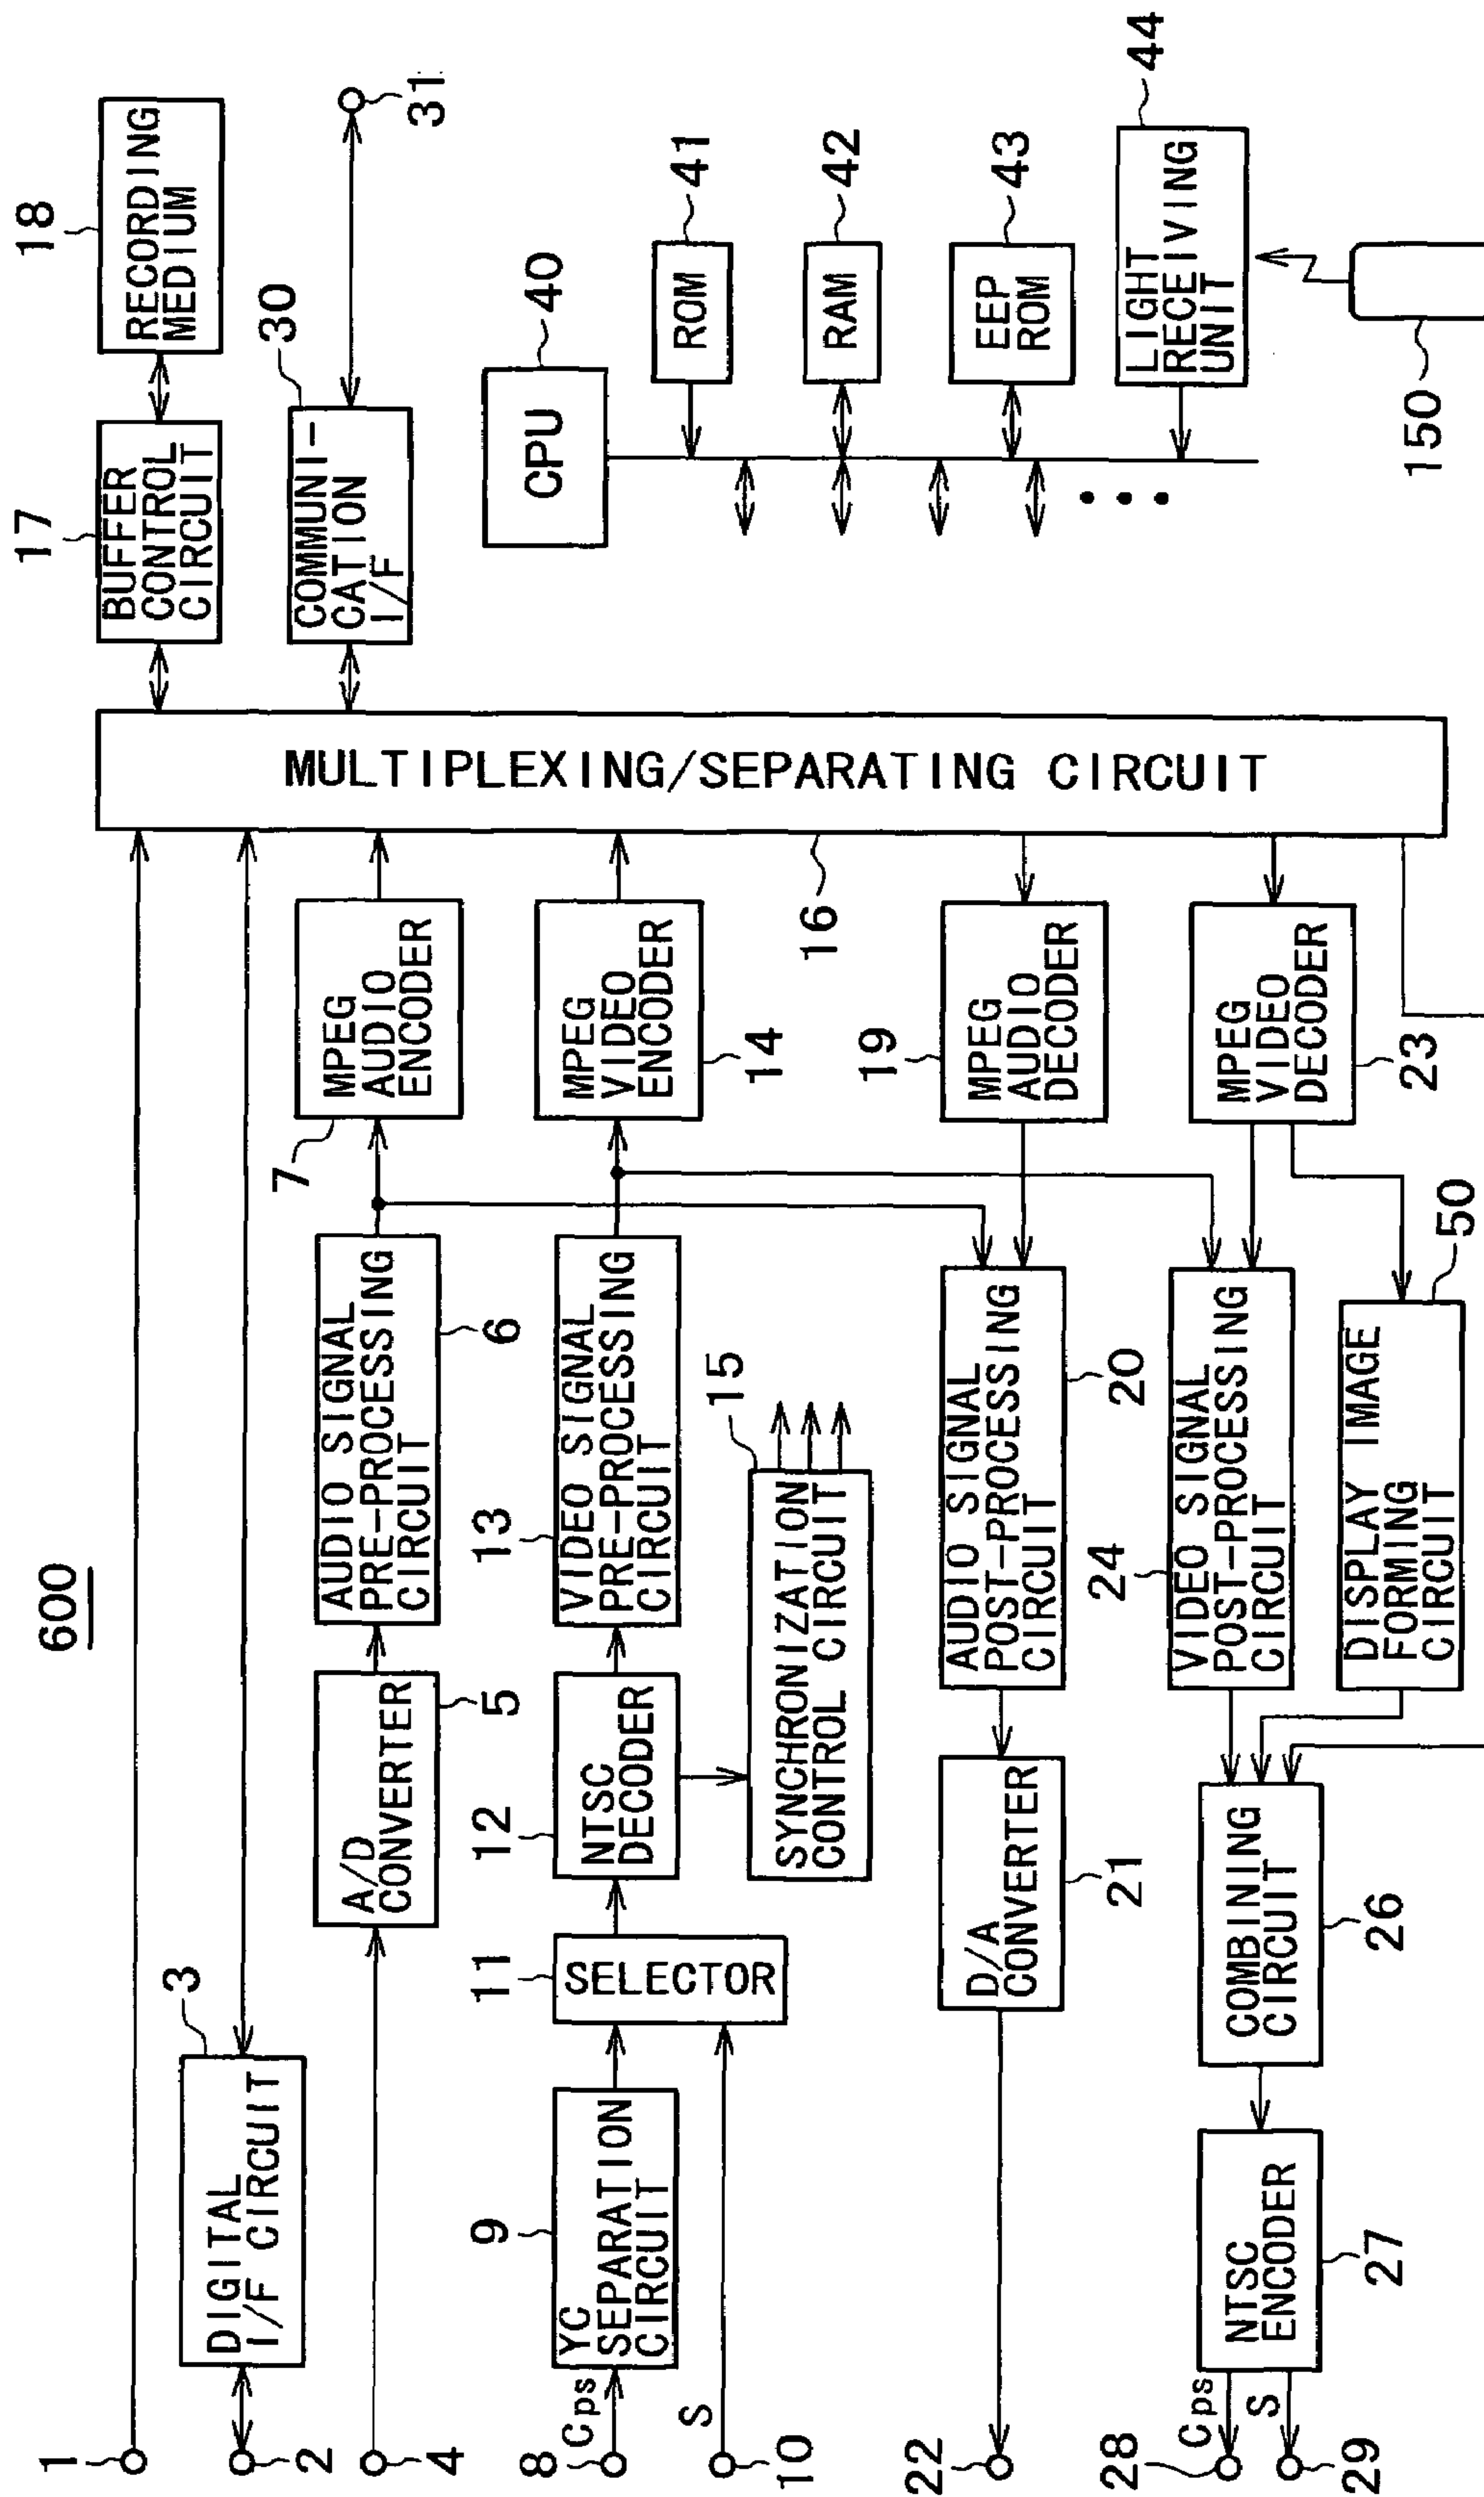 600
1
2
3
DIGITAL
I/F CIRCUIT
4
A/D
CONVERTER
5
AUDIO SIGNAL
PRE-PROCESSING
CIRCUIT
6
MPEG
AUDIO
ENCODER
7
8
Cps
YC
SEPARATION
CIRCUIT
9
10
S
SELECTOR
11
NTSC
DECODER
12
VIDEO SIGNAL
PRE-PROCESSING
CIRCUIT
13
MPEG
VIDEO
ENCODER
14
SYNCHRONIZATION
CONTROL CIRCUIT
15
MULTIPLEXING/SEPARATING CIRCUIT
16
BUFFER
CONTROL
CIRCUIT
17
RECORDING
MEDIUM
18
COMMUNI-
CATION
I/F
30
31
CPU
40
ROM
41
RAM
42
EEP
ROM
43
LIGHT
RECEIVING
UNIT
44
150
MPEG
AUDIO
DECODER
19
AUDIO SIGNAL
POST-PROCESSING
CIRCUIT
20
D/A
CONVERTER
21
22
MPEG
VIDEO
DECODER
23
VIDEO SIGNAL
POST-PROCESSING
CIRCUIT
24
DISPLAY IMAGE
FORMING
CIRCUIT
50
COMBINING
CIRCUIT
26
NTSC
ENCODER
27
Cps
28
S
29